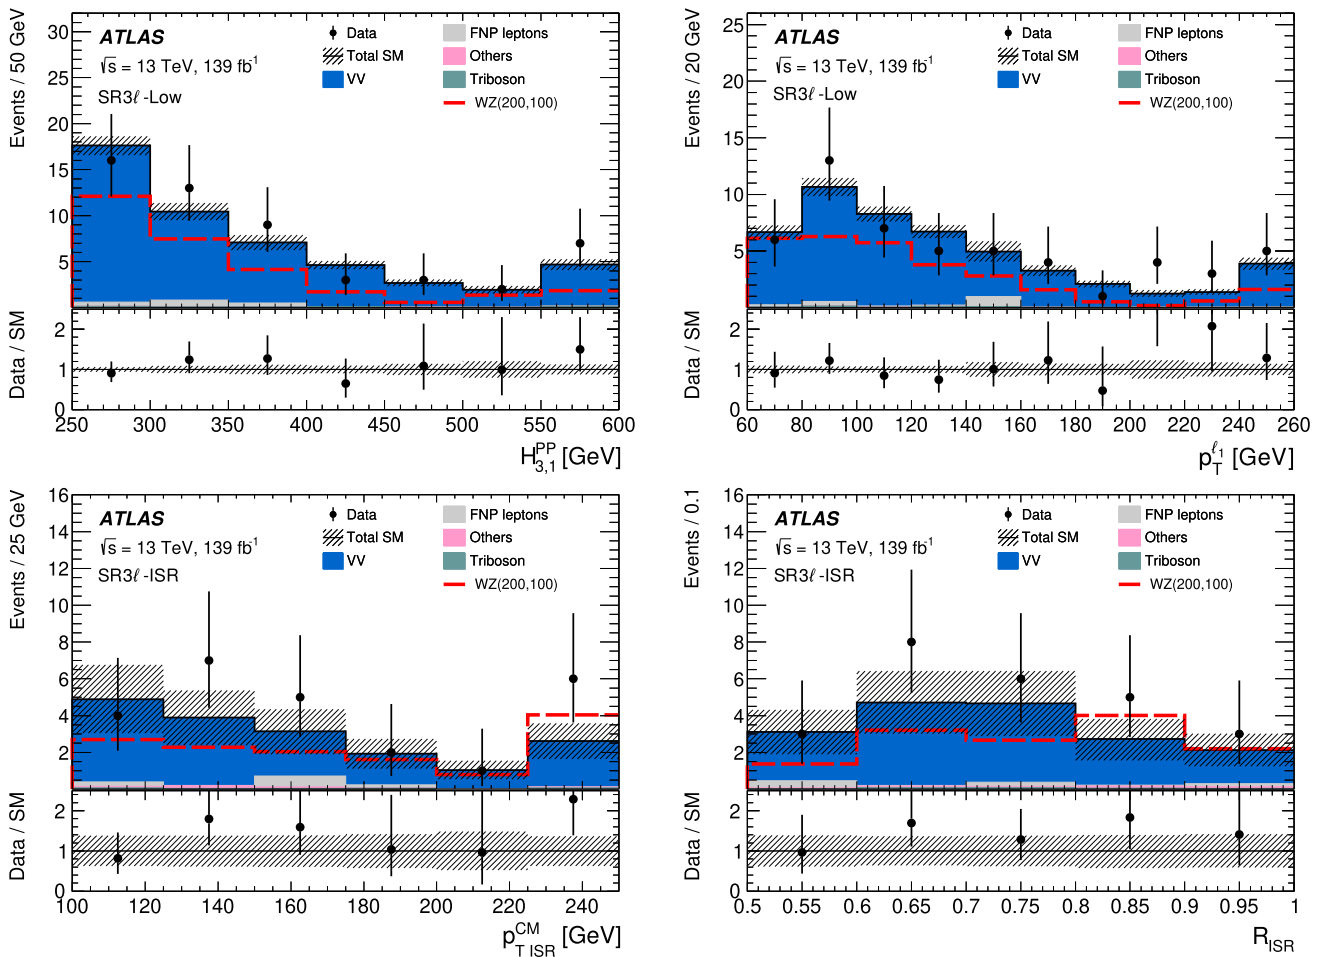 Events / 50 GeV
ATLAS
√s = 13 TeV, 139 fb-1
SR3ℓ-Low
Data
Total SM
VV
FNP leptons
Others
Triboson
WZ(200,100)
30
25
20
15
10
5
Data / SM
2
1
0
250 300 350 400 450 500 550 600
H3,1PP [GeV]
Events / 20 GeV
ATLAS
√s = 13 TeV, 139 fb-1
SR3ℓ-Low
Data
Total SM
VV
FNP leptons
Others
Triboson
WZ(200,100)
25
20
15
10
5
Data / SM
2
1
0
60 80 100 120 140 160 180 200 220 240 260
pTℓ1 [GeV]
Events / 25 GeV
ATLAS
√s = 13 TeV, 139 fb-1
SR3ℓ-ISR
Data
Total SM
VV
FNP leptons
Others
Triboson
WZ(200,100)
16
14
12
10
8
6
4
2
Data / SM
2
1
0
100 120 140 160 180 200 220 240
pT ISRCM [GeV]
Events / 0.1
ATLAS
√s = 13 TeV, 139 fb-1
SR3ℓ-ISR
Data
Total SM
VV
FNP leptons
Others
Triboson
WZ(200,100)
16
14
12
10
8
6
4
2
Data / SM
2
1
0
0.5 0.55 0.6 0.65 0.7 0.75 0.8 0.85 0.9 0.95 1
RISR